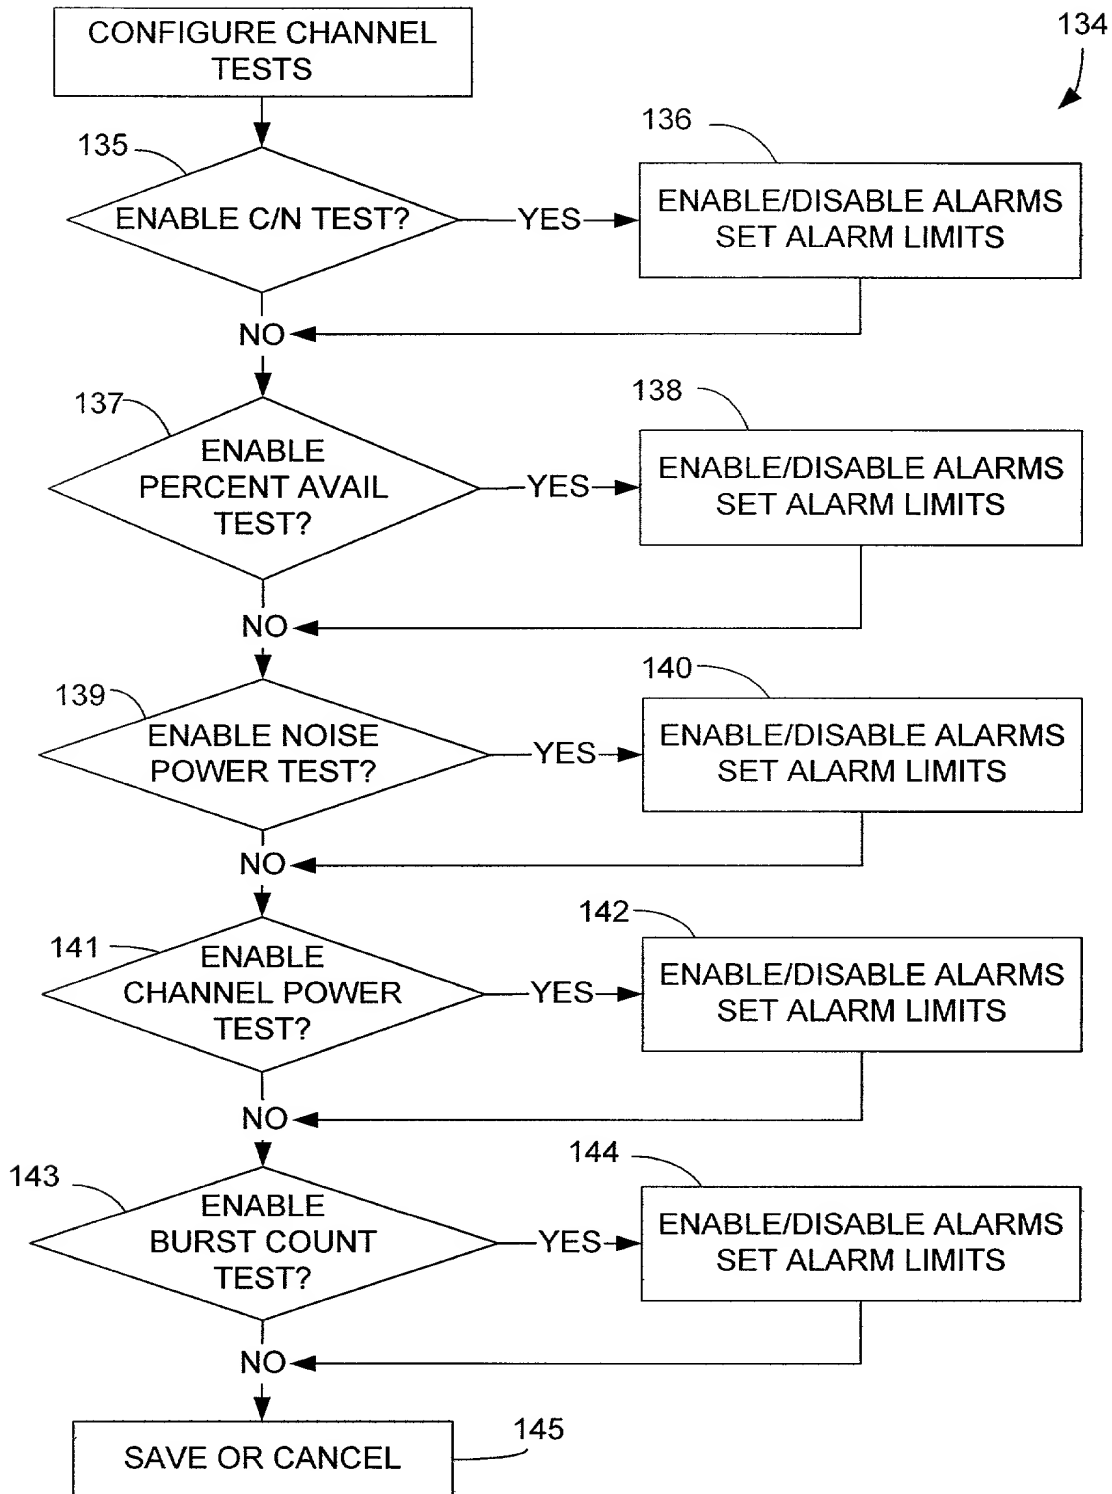 CONFIGURE CHANNEL
TESTS
134
135
ENABLE C/N TEST?
YES
136
ENABLE/DISABLE ALARMS
SET ALARM LIMITS
NO
137
ENABLE
PERCENT AVAIL
TEST?
YES
138
ENABLE/DISABLE ALARMS
SET ALARM LIMITS
NO
139
ENABLE NOISE
POWER TEST?
YES
140
ENABLE/DISABLE ALARMS
SET ALARM LIMITS
NO
141
ENABLE
CHANNEL POWER
TEST?
YES
142
ENABLE/DISABLE ALARMS
SET ALARM LIMITS
NO
143
ENABLE
BURST COUNT
TEST?
YES
144
ENABLE/DISABLE ALARMS
SET ALARM LIMITS
NO
SAVE OR CANCEL
145